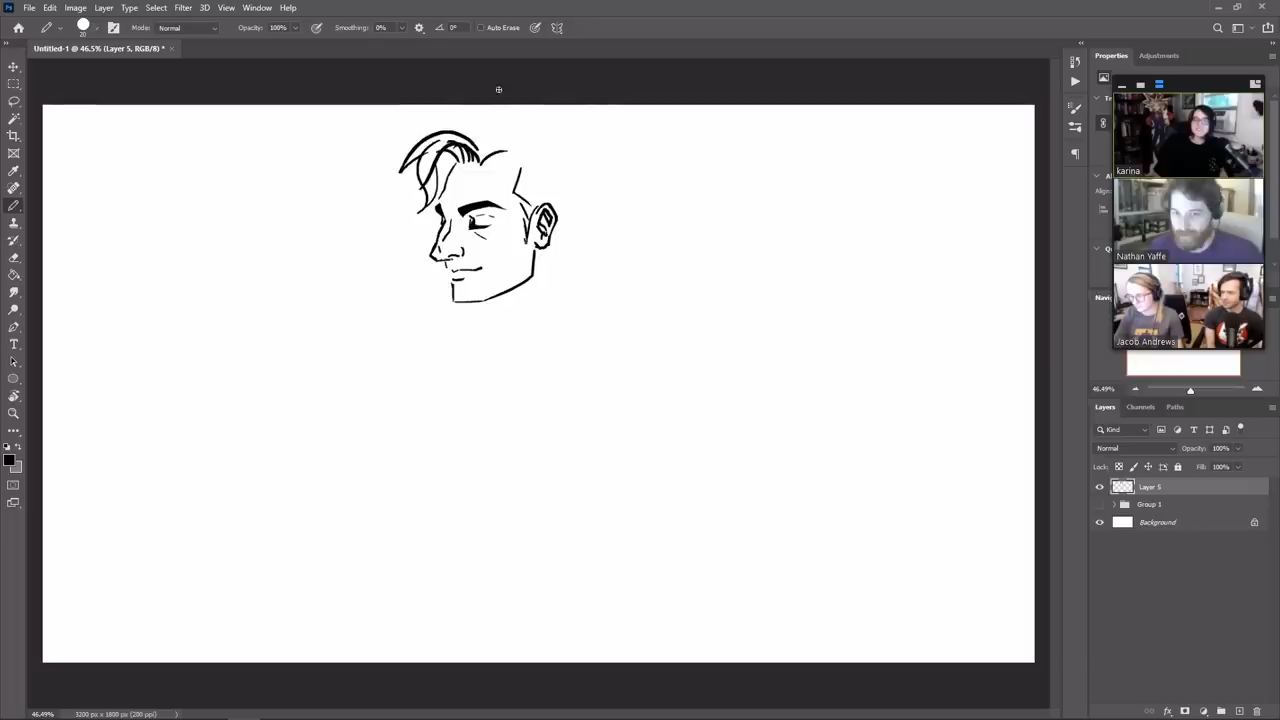 Ps File Edit Image Layer Type Select Filter 3D View Window Help
20 Mode: Normal Opacity: 100% Smoothing: 0% 0° Auto Erase
Untitled-1 @ 46.5% (Layer 5, RGB/8) * ×
Properties Adjustments
karina
Nathan Yaffe
Jacob Andrews
46.49%
Layers Channels Paths
Kind
Normal Opacity: 100%
Lock: Fill: 100%
Layer 5
Group 1
Background
46.49% 3200 px x 1800 px (200 ppi)